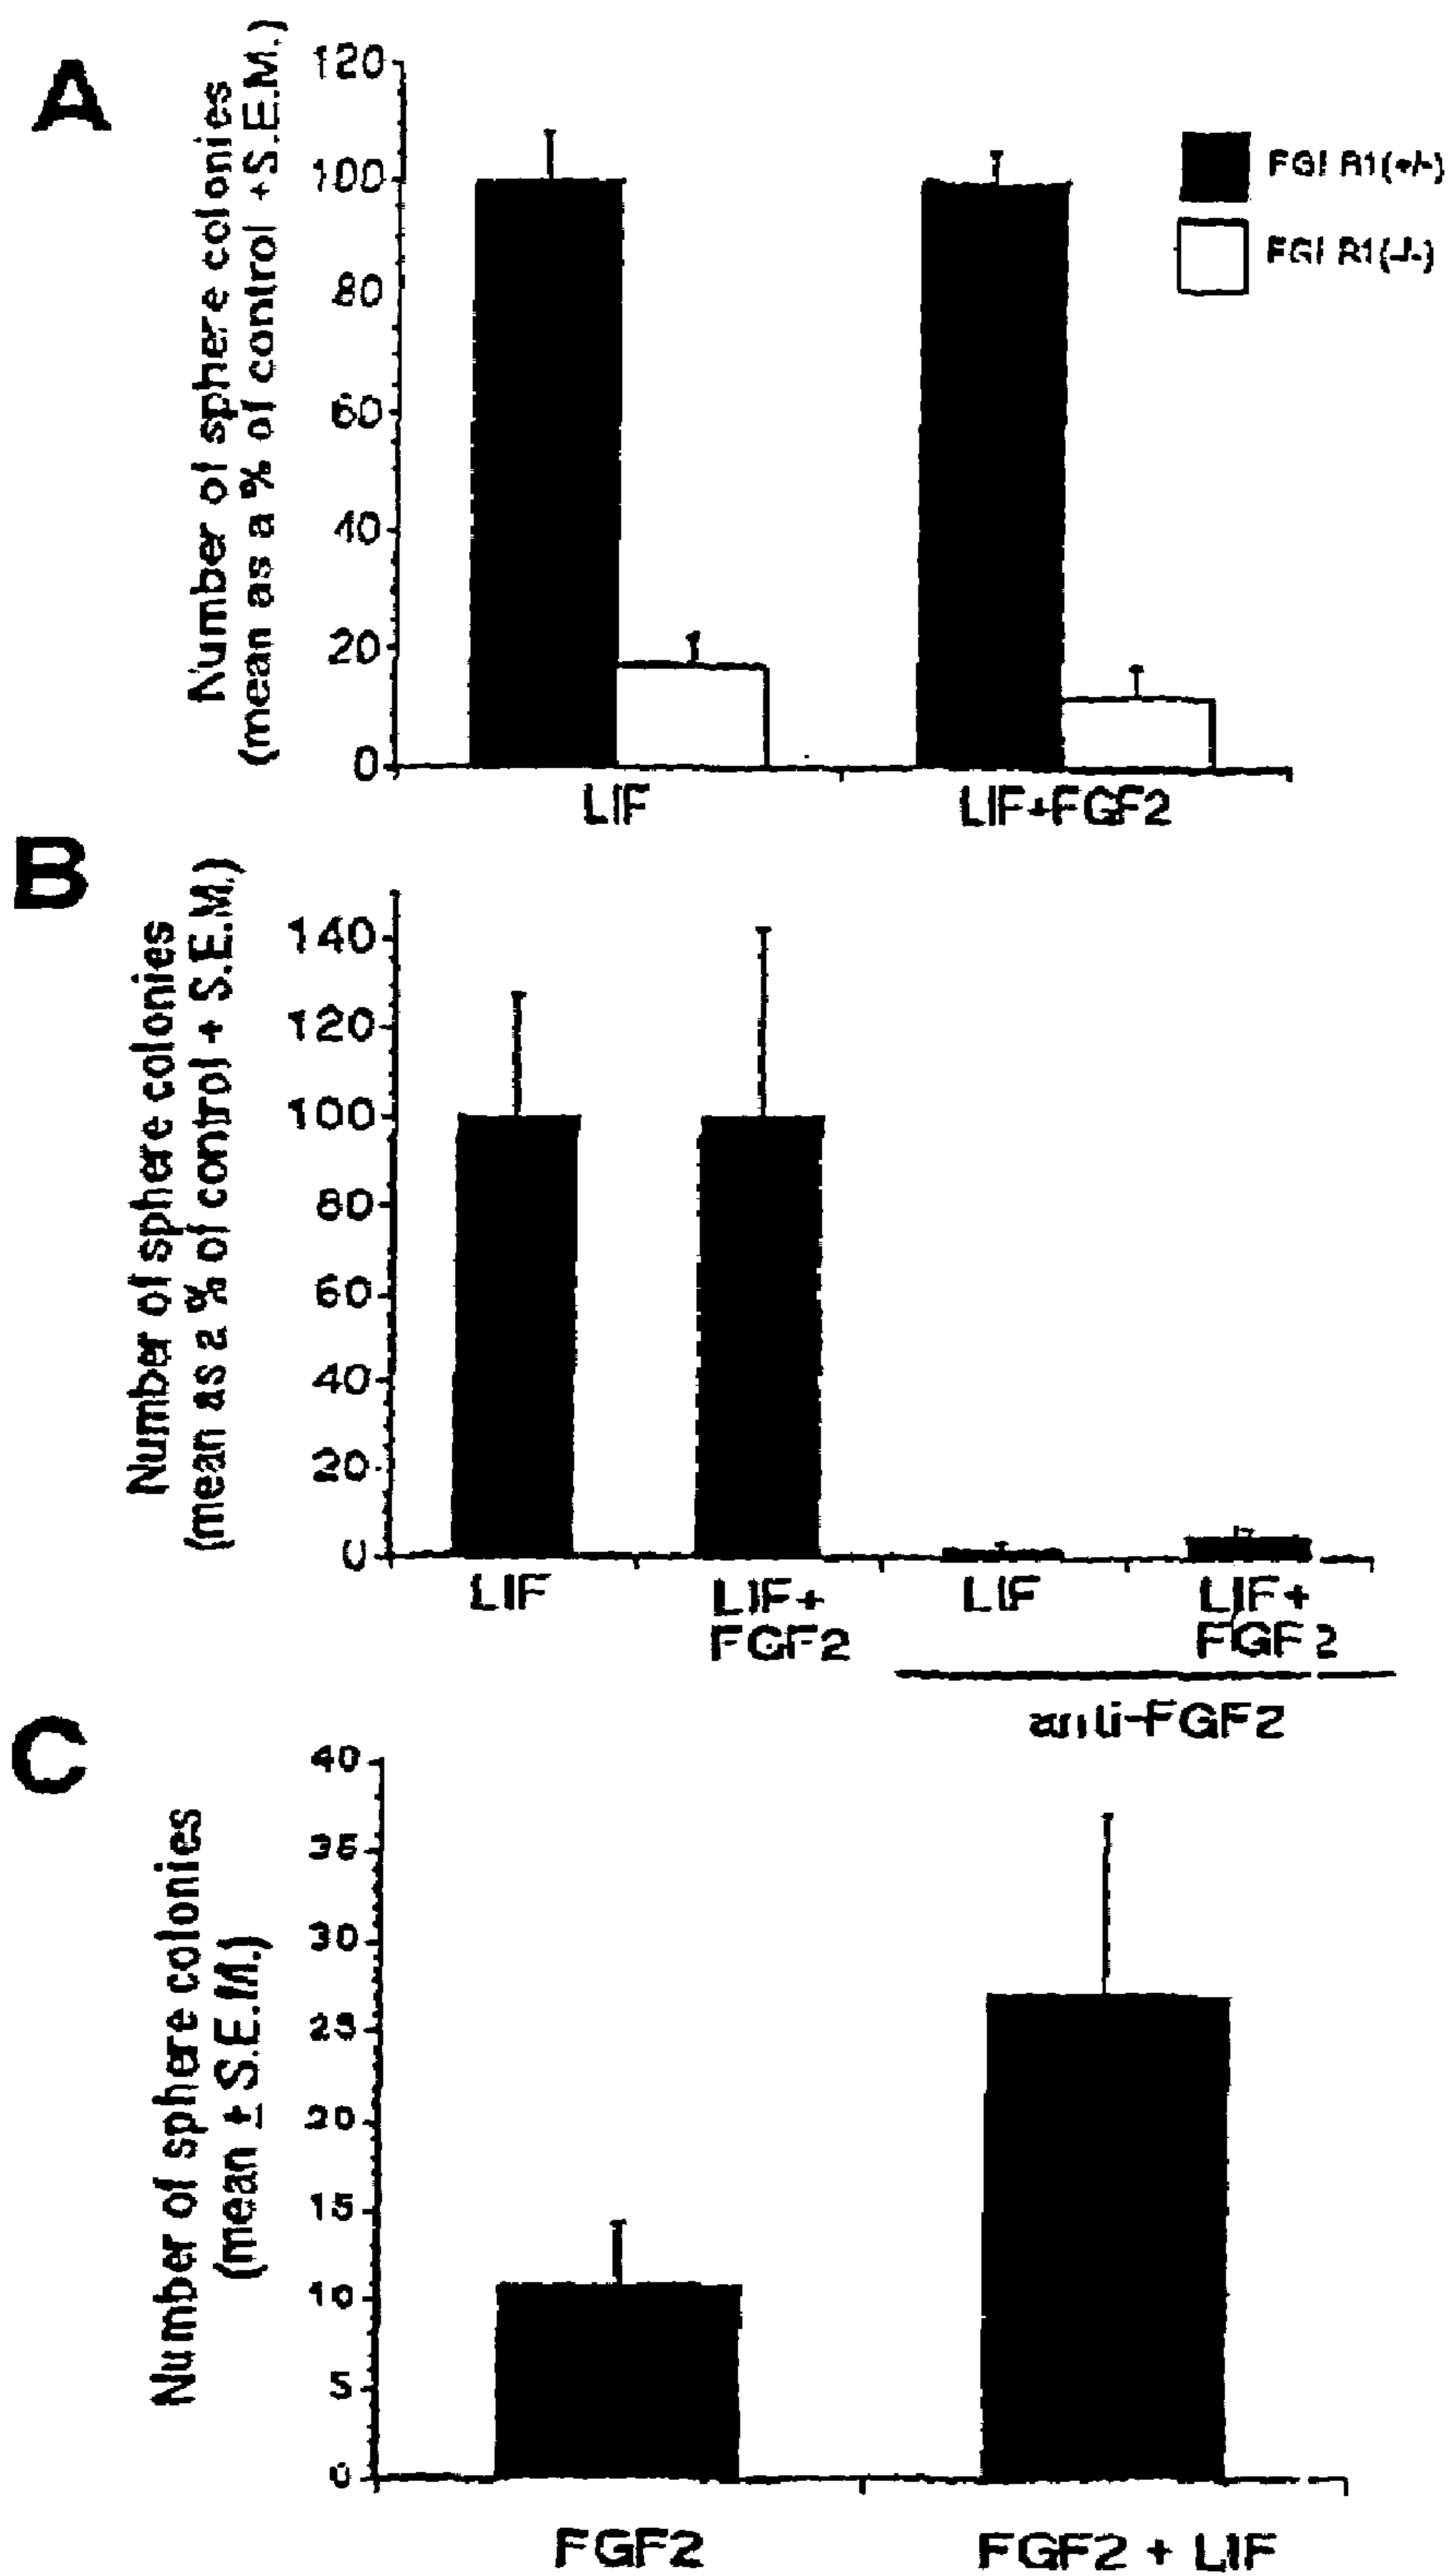 A
Number of sphere colonies
(mean as a % of control +S.E.M.)
120
100
80
60
40
20
0
LIF
LIF+FGF2
R1(+/-)
R1(-/-)
B
Number of sphere colonies
(mean as a % of control + S.E.M.)
140
120
100
80
60
40
20
0
LIF
LIF+
FGF2
LIF
LIF+
FGF2
anti-FGF2
C
Number of sphere colonies
(mean ± S.E.M.)
40
35
30
25
20
15
10
5
0
FGF2
FGF2 + LIF